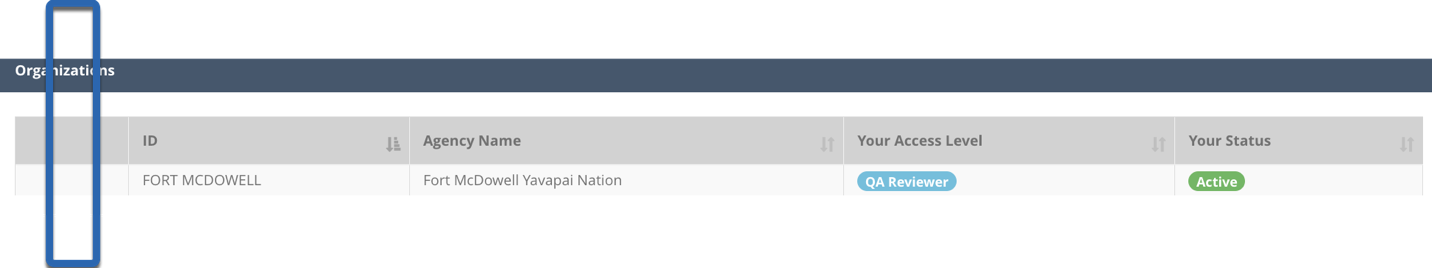 Organizations
ID Agency Name Your Access Level Your Status
FORT MCDOWELL Fort McDowell Yavapai Nation QA Reviewer Active